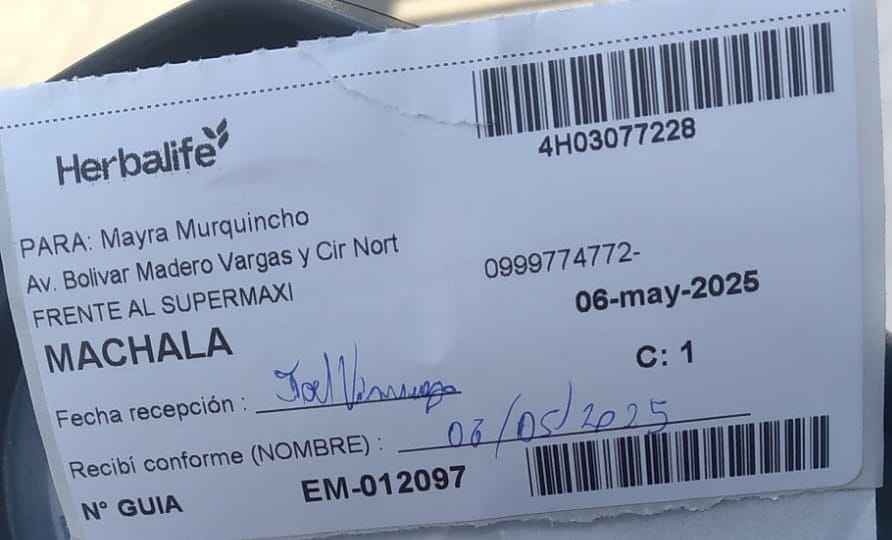 4H03077228
Herbalife
PARA: Mayra Murquincho
Av. Bolivar Madero Vargas y Cir Nort
0999774772-
FRENTE AL SUPERMAXI
06-may-2025
MACHALA
C: 1
Fecha recepción : Joel
Recibí conforme (NOMBRE) : 06/05/2025
N° GUIA EM-012097